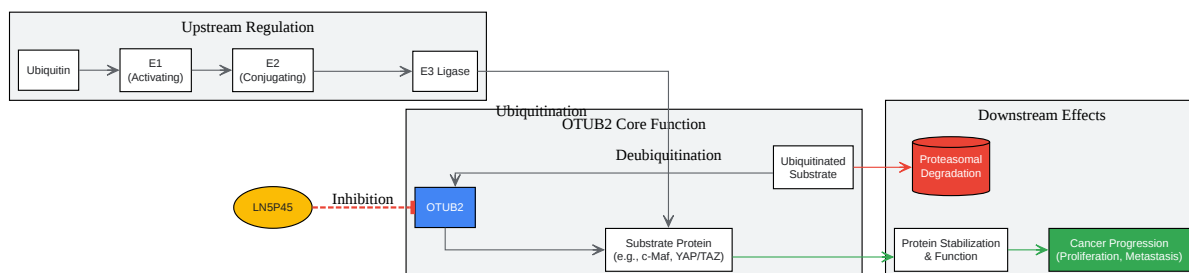 Upstream Regulation
Ubiquitin
E1
(Activating)
E2
(Conjugating)
E3 Ligase
Ubiquitination
OTUB2 Core Function
Deubiquitination
Ubiquitinated
Substrate
LN5P45
Inhibition
OTUB2
Substrate Protein
(e.g., c-Maf, YAP/TAZ)
Downstream Effects
Proteasomal
Degradation
Protein Stabilization
& Function
Cancer Progression
(Proliferation, Metastasis)